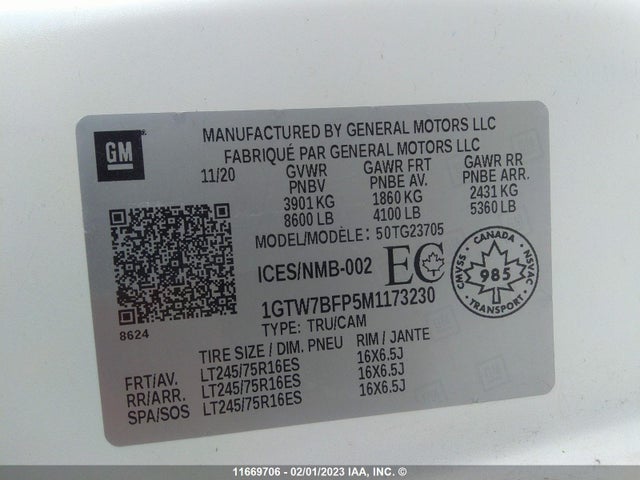 GM
MANUFACTURED BY GENERAL MOTORS LLC
FABRIQUÉ PAR GENERAL MOTORS LLC
11/20 GVWR GAWR FRT GAWR RR
PNBV PNBE AV. PNBE ARR.
3901 KG 1860 KG 2431 KG
8600 LB 4100 LB 5360 LB
MODEL/MODÈLE: 50TG23705
ICES/NMB-002 EC
CANADA CMVSS NSVAC 985 TRANSPORT
1GTW7BFP5M1173230
8624 TYPE: TRU/CAM
TIRE SIZE / DIM. PNEU RIM / JANTE
FRT/AV. LT245/75R16ES 16X6.5J
RR/ARR. LT245/75R16ES 16X6.5J
SPA/SOS LT245/75R16ES 16X6.5J
11669706 - 02/01/2023 IAA, INC. ©